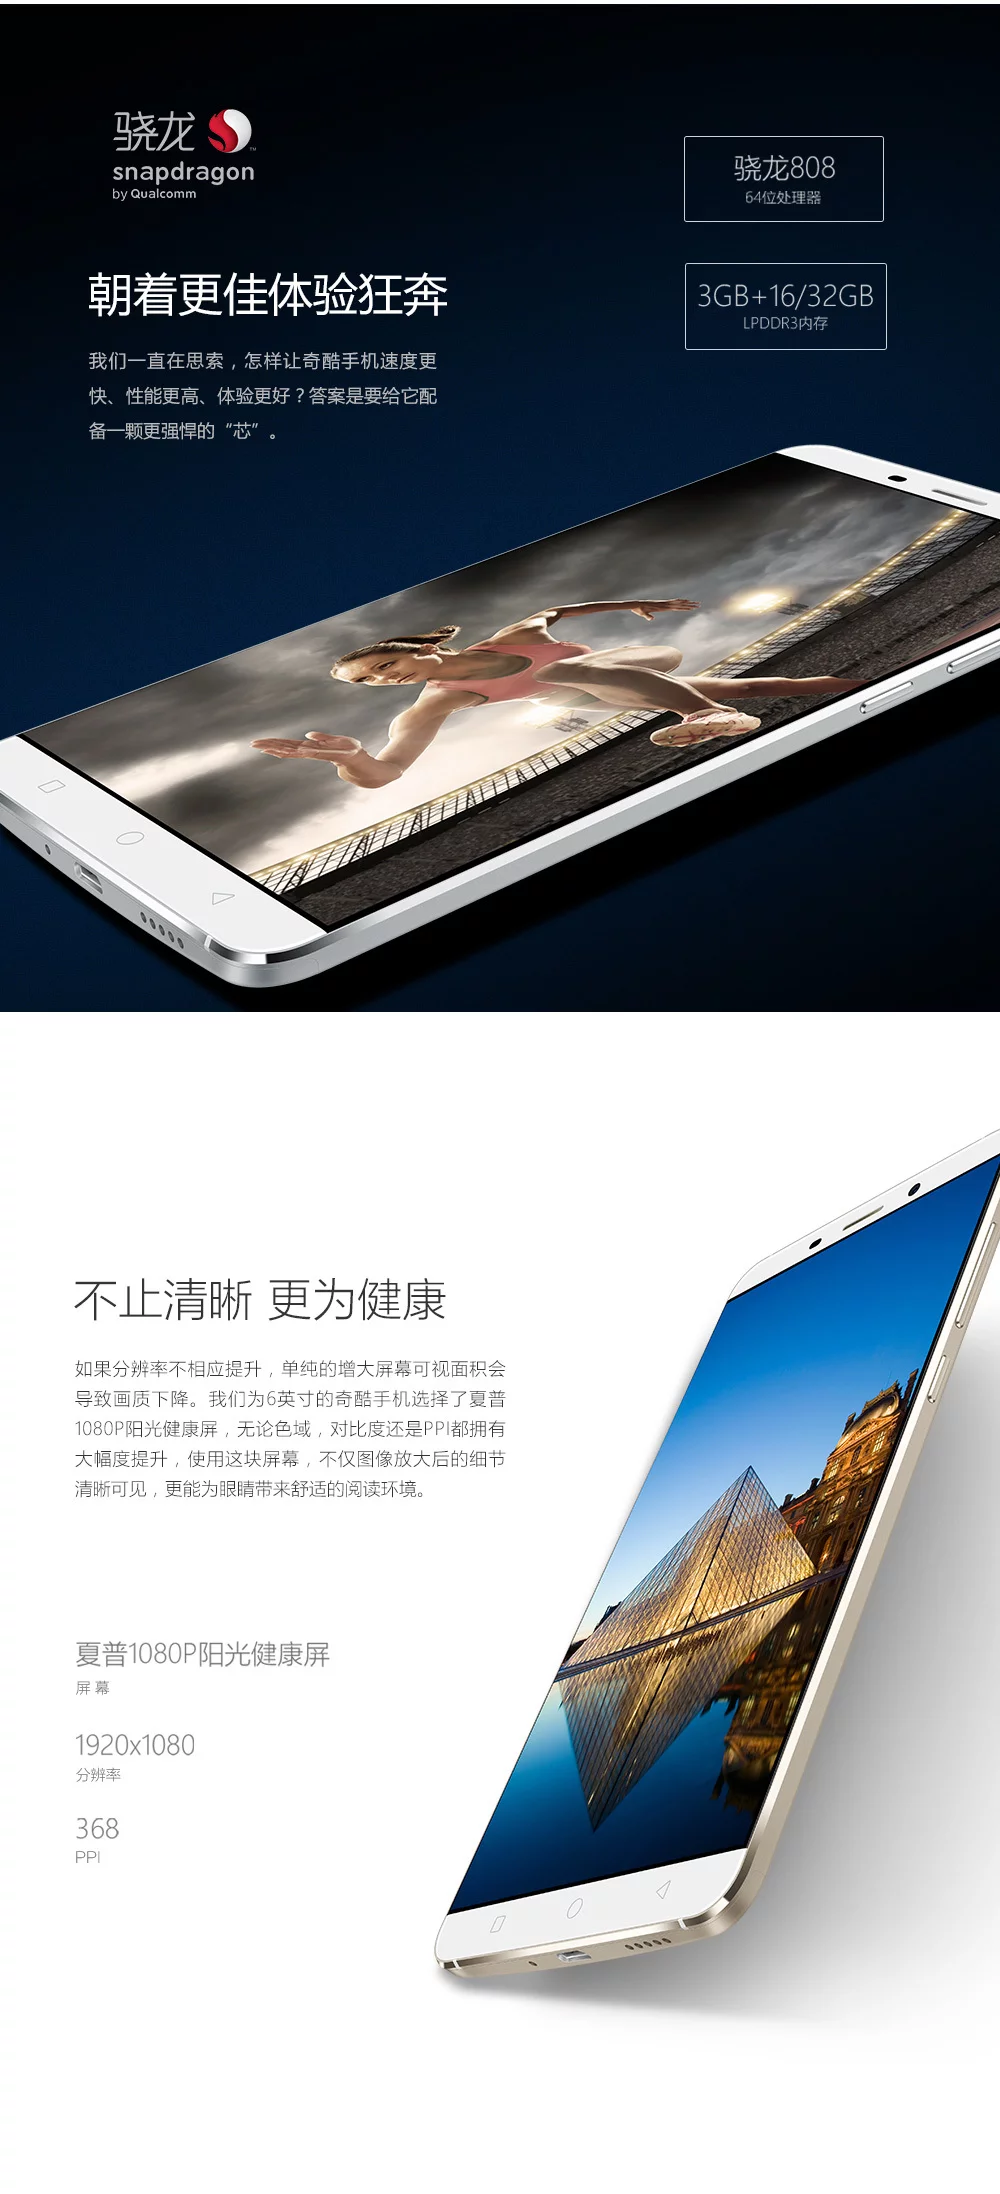 骁龙
snapdragon
by Qualcomm
骁龙808
64位处理器
3GB+16/32GB
LPDDR3内存
朝着更佳体验狂奔
我们一直在思索，怎样让奇酷手机速度更
快、性能更高、体验更好？答案是要给它配
备一颗更强悍的“芯”。
不止清晰 更为健康
如果分辨率不相应提升，单纯的增大屏幕可视面积会
导致画质下降。我们为6英寸的奇酷手机选择了夏普
1080P阳光健康屏，无论色域，对比度还是PPI都拥有
大幅度提升，使用这块屏幕，不仅图像放大后的细节
清晰可见，更能为眼睛带来舒适的阅读环境。
夏普1080P阳光健康屏
屏 幕
1920x1080
分辨率
368
PPI